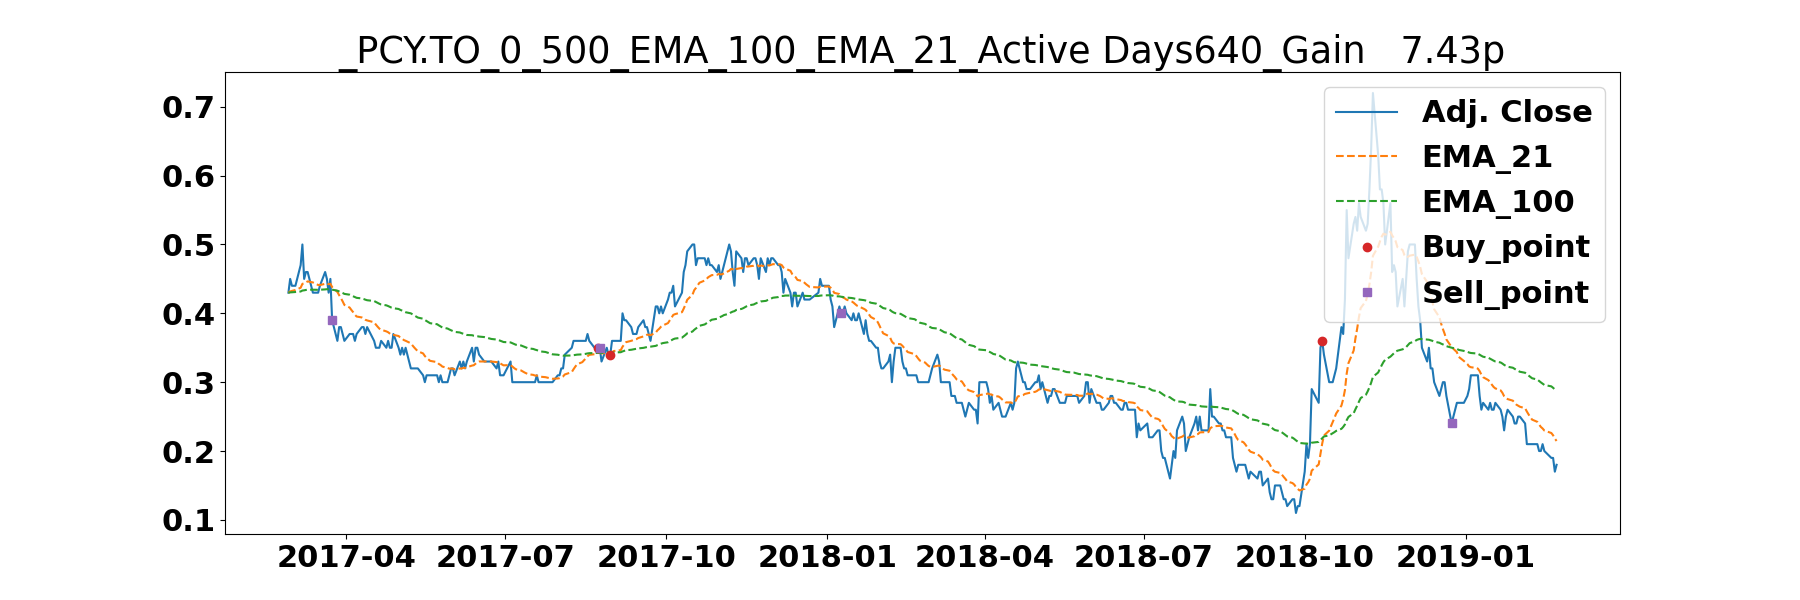 _PCY.TO_0_500_EMA_100_EMA_21_Active Days640_Gain   7.43p
0.7
0.6
0.5
0.4
0.3
0.2
0.1
Adj. Close
EMA_21
EMA_100
Buy_point
Sell_point
2017-04 2017-07 2017-10 2018-01 2018-04 2018-07 2018-10 2019-01